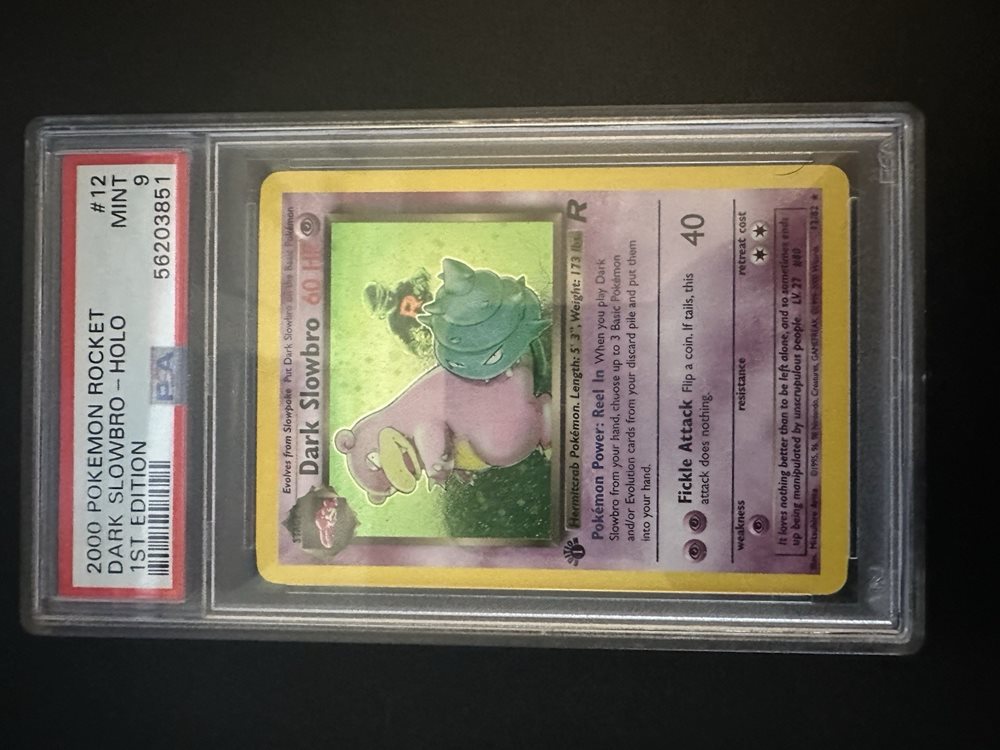 2000 POKEMON ROCKET #12
DARK SLOWBRO - HOLO MINT
1ST EDITION 9
56203851
PSA
Evolves from Slowpoke Put Dark Slowbro on the Basic Pokémon
Dark Slowbro 60 HP
R
Hermitcrab Pokémon. Length: 5' 3", Weight: 173 lbs.
R
Pokémon Power: Reel In When you play Dark
Slowbro from your hand, choose up to 3 Basic Pokémon
and/or Evolution cards from your discard pile and put them
into your hand.
Fickle Attack Flip a coin. If tails, this
attack does nothing.
40
weakness resistance retreat cost
It loves nothing better than to be left alone, and so sometimes ends
up being manipulated by unscrupulous people. LV. 27 #80